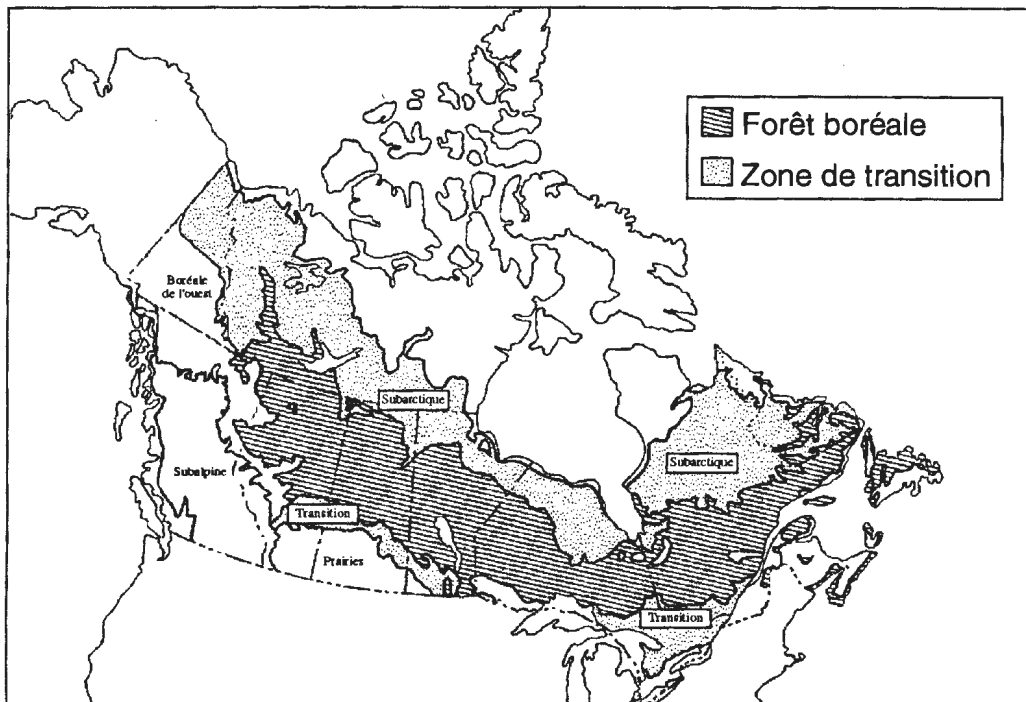 Forêt boréale
Zone de transition
Boréale
de l'ouest
Subarctique
Subarctique
Subalpine
Transition
Prairies
Transition